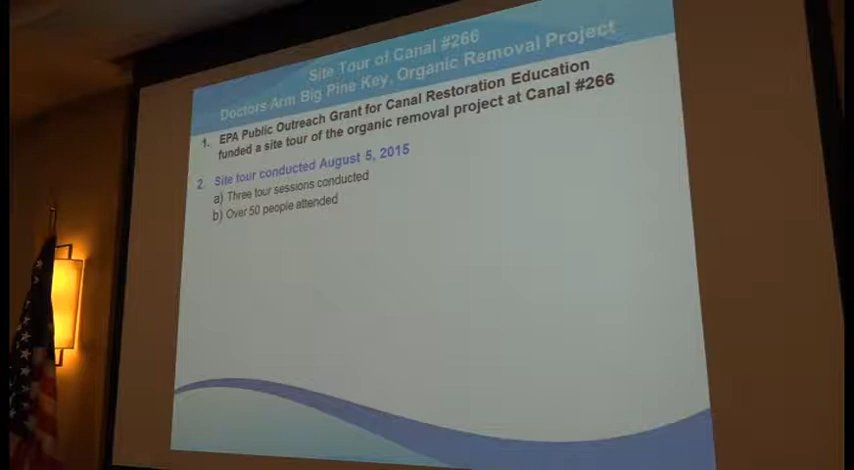 Site Tour of Canal #266
Doctors Arm Big Pine Key, Organic Removal Project
1. EPA Public Outreach Grant for Canal Restoration Education
funded a site tour of the organic removal project at Canal #266
2. Site tour conducted August 5, 2015
a) Three tour sessions conducted
b) Over 50 people attended